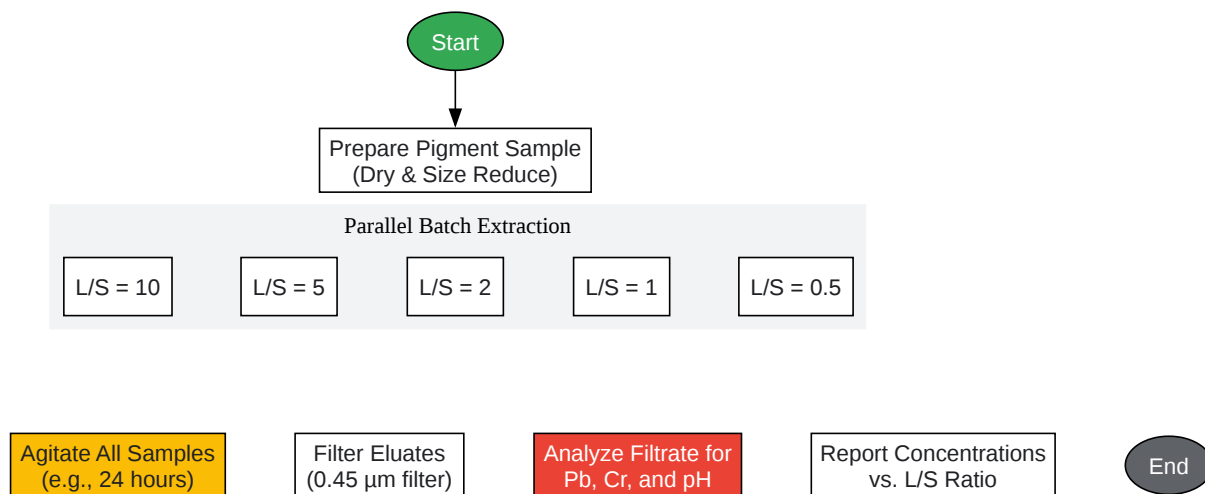 Start
Prepare Pigment Sample
(Dry & Size Reduce)
Parallel Batch Extraction
L/S = 10
L/S = 5
L/S = 2
L/S = 1
L/S = 0.5
Agitate All Samples
(e.g., 24 hours)
Filter Eluates
(0.45 µm filter)
Analyze Filtrate for
Pb, Cr, and pH
Report Concentrations
vs. L/S Ratio
End